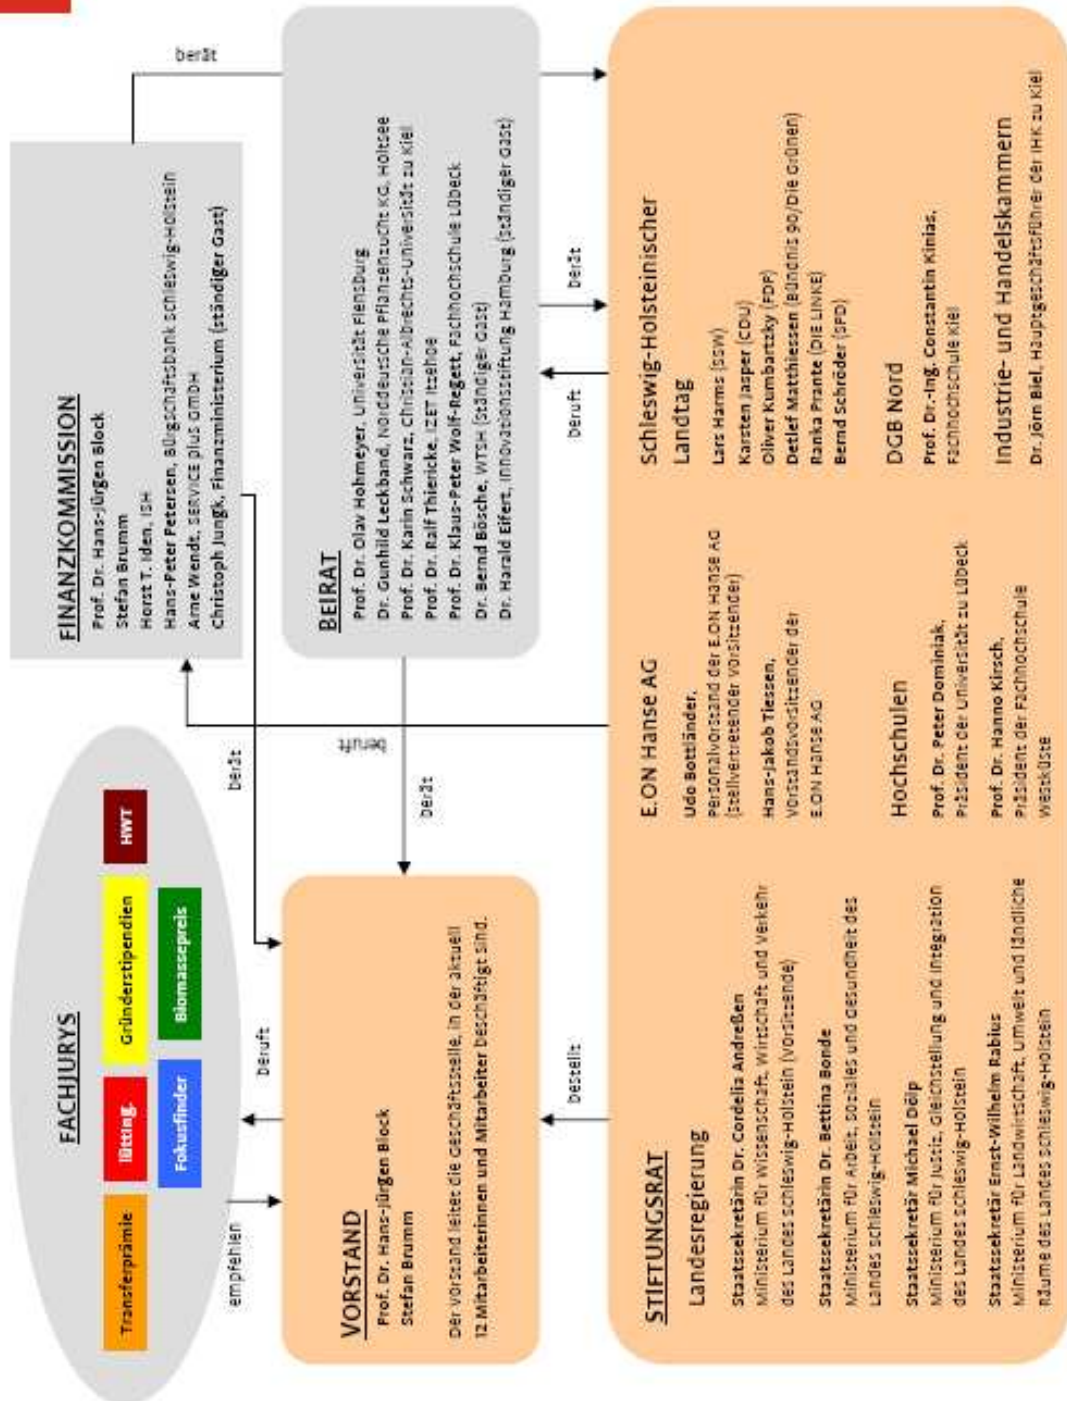 FACHJURYS
Transferprämie
lütting.
Gründerstipendien
HWT
Fokusfinder
Biomassepreis
empfehlen
beruft
berät
VORSTAND
Prof. Dr. Hans-Jürgen Block
Stefan Brumm
Der Vorstand leitet die Geschäftsstelle, in der aktuell
12 Mitarbeiterinnen und Mitarbeiter beschäftigt sind.
bestellt
FINANZKOMMISSION
Prof. Dr. Hans-Jürgen Block
Stefan Brumm
Horst T. Iden, ISH
Hans-Peter Petersen, Bürgschaftsbank Schleswig-Holstein
Arne Wendt, SERVICE plus GmbH
Christoph Jungk, Finanzministerium (ständiger Gast)
berät
beruft
berät
BEIRAT
Prof. Dr. Olav Hohmeyer, Universität Flensburg
Dr. Gunhild Leckband, Norddeutsche Pflanzenzucht KG, Holtsee
Prof. Dr. Karin Schwarz, Christian-Albrechts-Universität zu Kiel
Prof. Dr. Ralf Thiericke, IZET Itzehoe
Prof. Dr. Klaus-Peter Wolf-Regett, Fachhochschule Lübeck
Dr. Bernd Bösche, WTSH (Ständiger Gast)
Dr. Harald Eifert, Innovationsstiftung Hamburg (ständiger Gast)
beruft
berät
STIFTUNGSRAT
Landesregierung
Staatssekretärin Dr. Cordelia Andreßen
Ministerium für Wissenschaft, Wirtschaft und Verkehr
des Landes Schleswig-Holstein (Vorsitzende)
Staatssekretärin Dr. Bettina Bonde
Ministerium für Arbeit, Soziales und Gesundheit des
Landes Schleswig-Holstein
Staatssekretär Michael Dölp
Ministerium für Justiz, Gleichstellung und Integration
des Landes Schleswig-Holstein
Statssekretär Ernst-Wilhelm Rabius
Ministerium für Landwirtschaft, Umwelt und ländliche
Räume des Landes Schleswig-Holstein
E.ON Hanse AG
Udo Bottländer,
Personalvorstand der E.ON Hanse AG
(stellvertretender Vorsitzender)
Hans-Jakob Tiessen,
Vorstandsvorsitzender der
E.ON Hanse AG
Hochschulen
Prof. Dr. Peter Dominiak,
Präsident der Universität zu Lübeck
Prof. Dr. Hanno Kirsch,
Präsident der Fachhochschule
Westküste
Schleswig-Holsteinischer
Landtag
Lars Harms (SSW)
Karsten Jasper (CDU)
Oliver Kumbartzky (FDP)
Detlef Matthiessen (Bündnis 90/Die Grünen)
Ranka Prante (DIE LINKE)
Bernd Schröder (SPD)
DGB Nord
Prof. Dr.-Ing. Constantin Kinias,
Fachhochschule Kiel
Industrie- und Handelskammern
Dr. Jörn Biel, Hauptgeschäftsführer der IHK zu Kiel